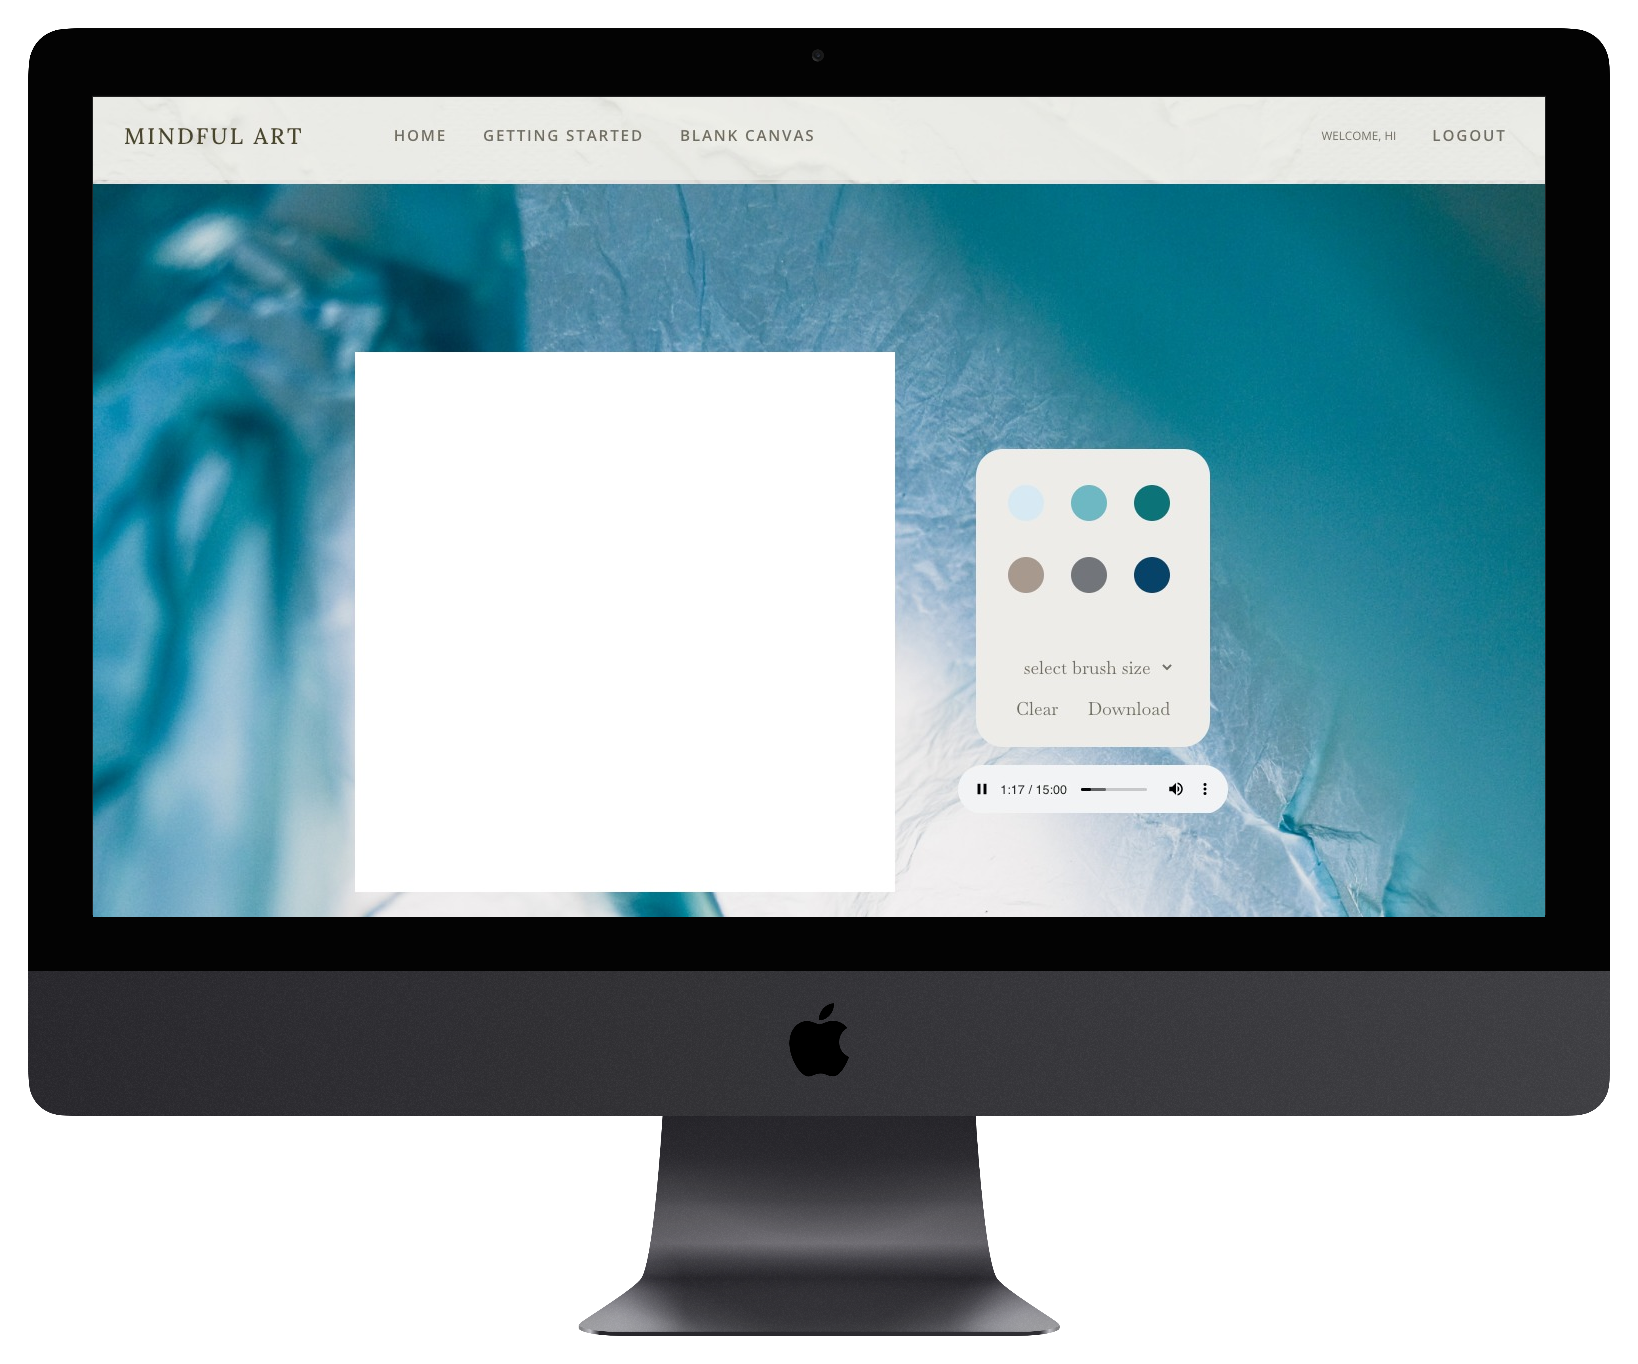 MINDFUL ART
HOME
GETTING STARTED
BLANK CANVAS
WELCOME, HI
LOGOUT
select brush size
Clear
Download
1:17 / 15:00